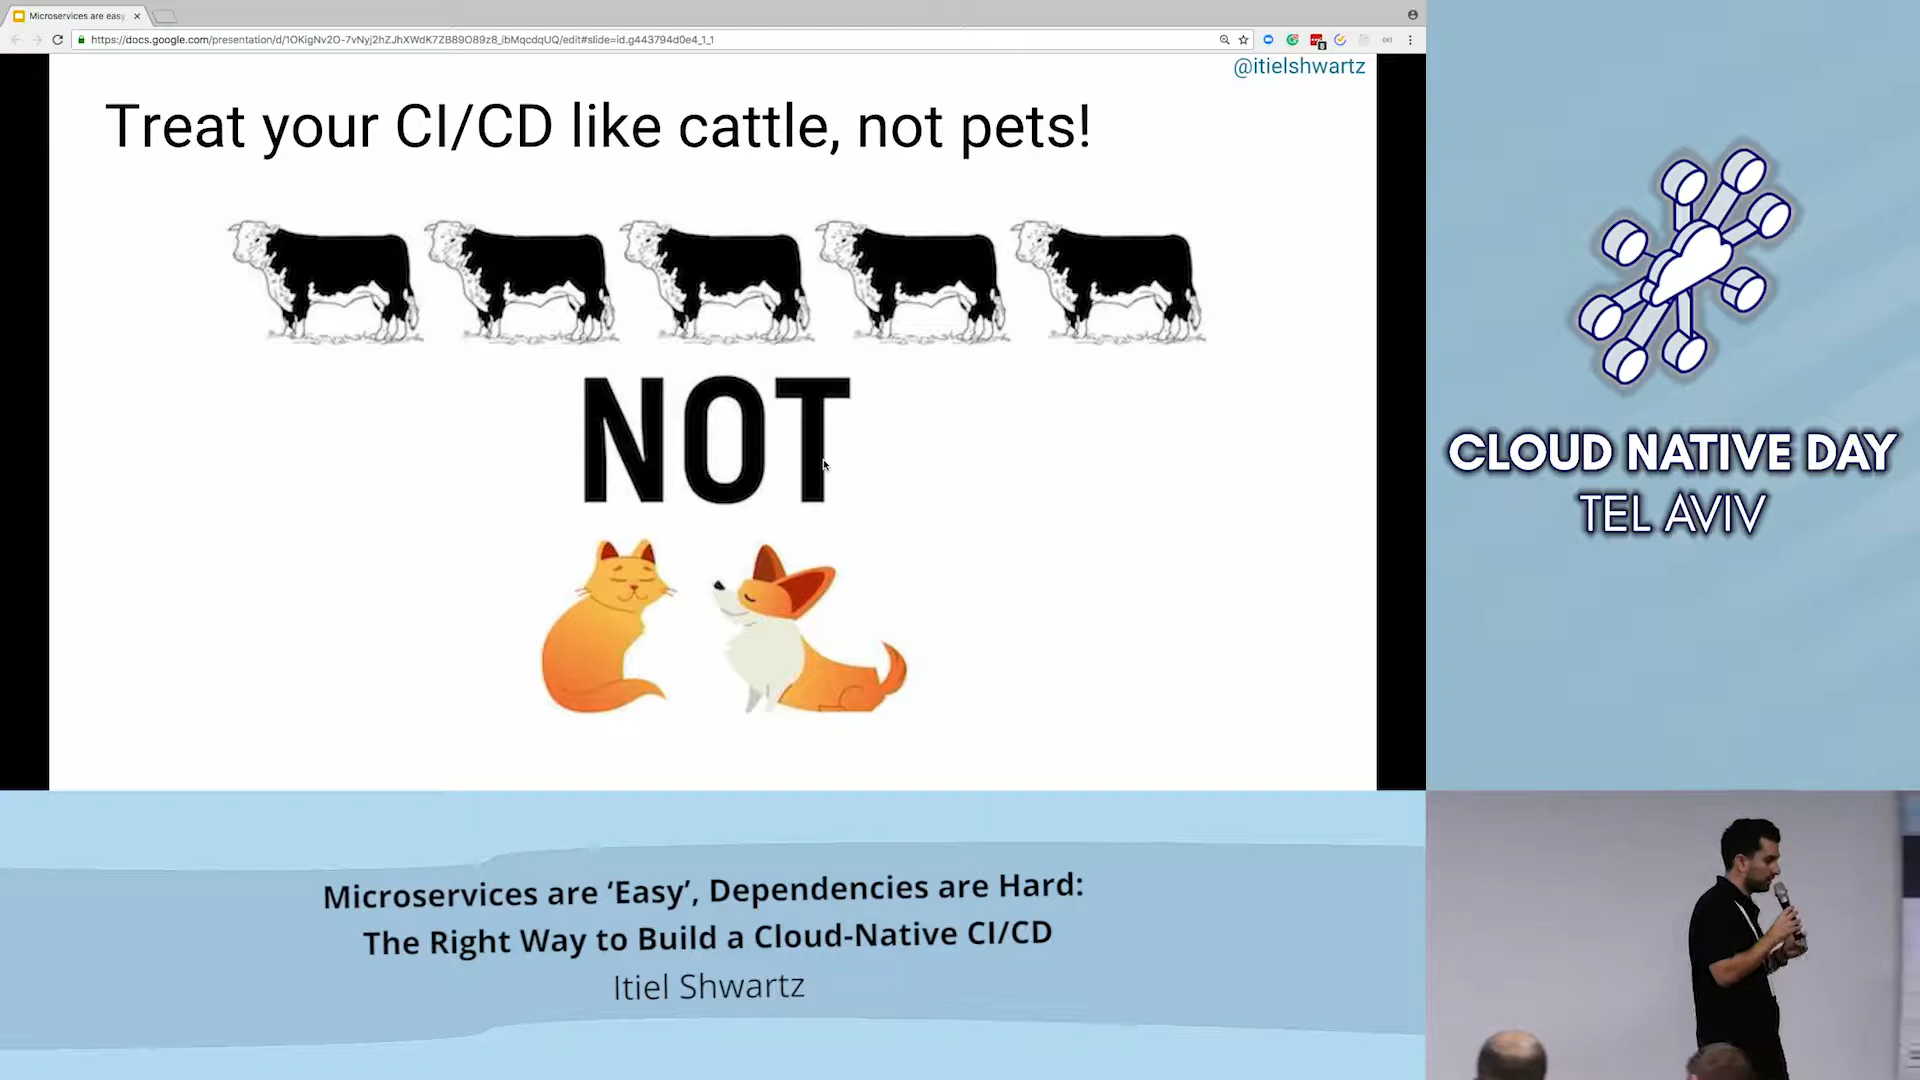 Microservices are easy
https://docs.google.com/presentation/d/1OKigNv2O-7vNyj2hZJhXWdK7ZB89O89z8_ibMqcdqUQ/edit#slide=id.g443794d0e4_1_1
@itielshwartz
Treat your CI/CD like cattle, not pets!
NOT
CLOUD NATIVE DAY
TEL AVIV
Microservices are ‘Easy’, Dependencies are Hard:
The Right Way to Build a Cloud-Native CI/CD
Itiel Shwartz